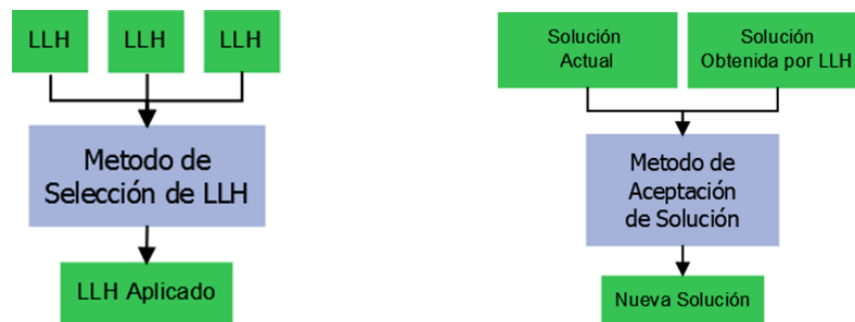 LLH
LLH
LLH
Metodo de
Selección de LLH
LLH Aplicado
Solución
Actual
Solución
Obtenida por LLH
Metodo de
Aceptación
de Solución
Nueva Solución